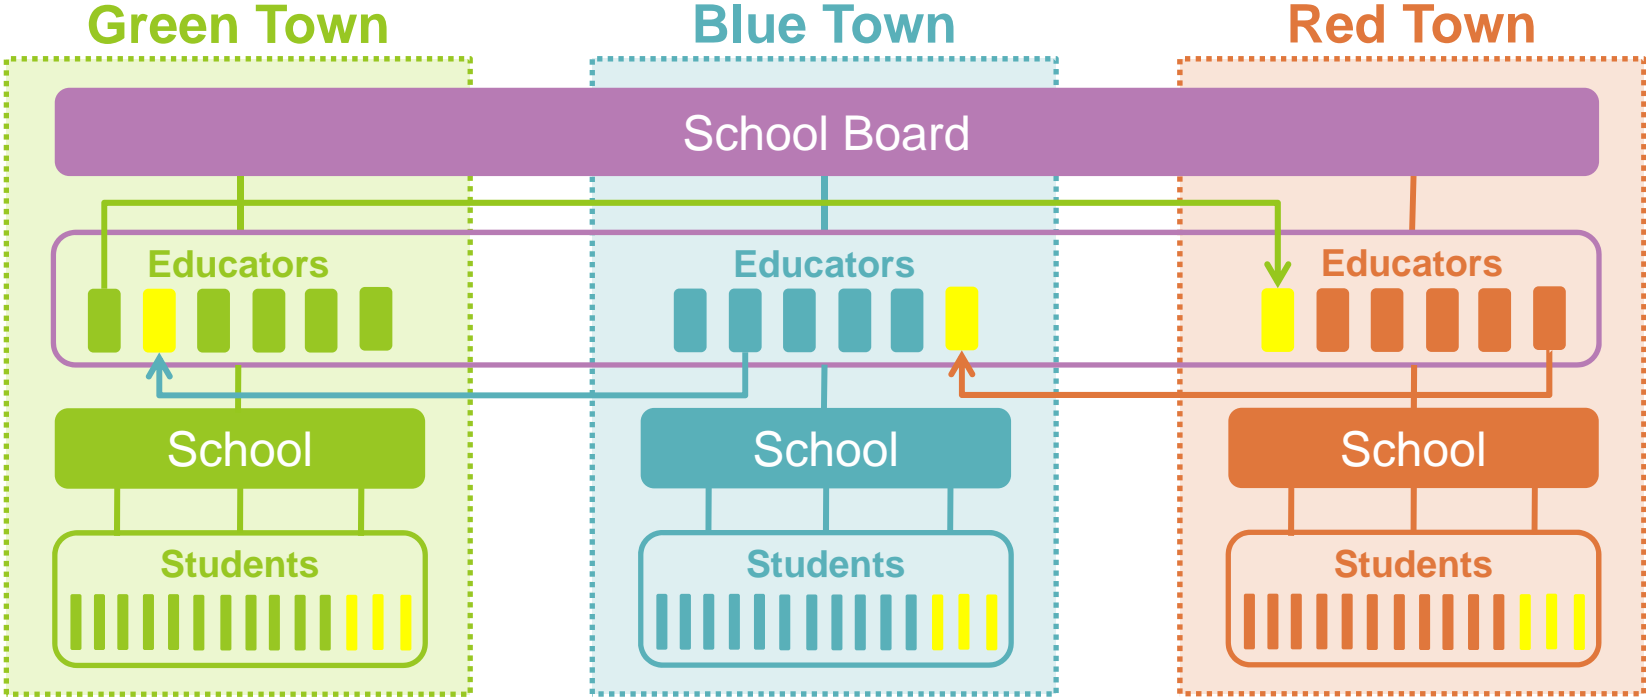 Green Town
Blue Town
Red Town
School Board
Educators
Educators
Educators
School
School
School
Students
Students
Students